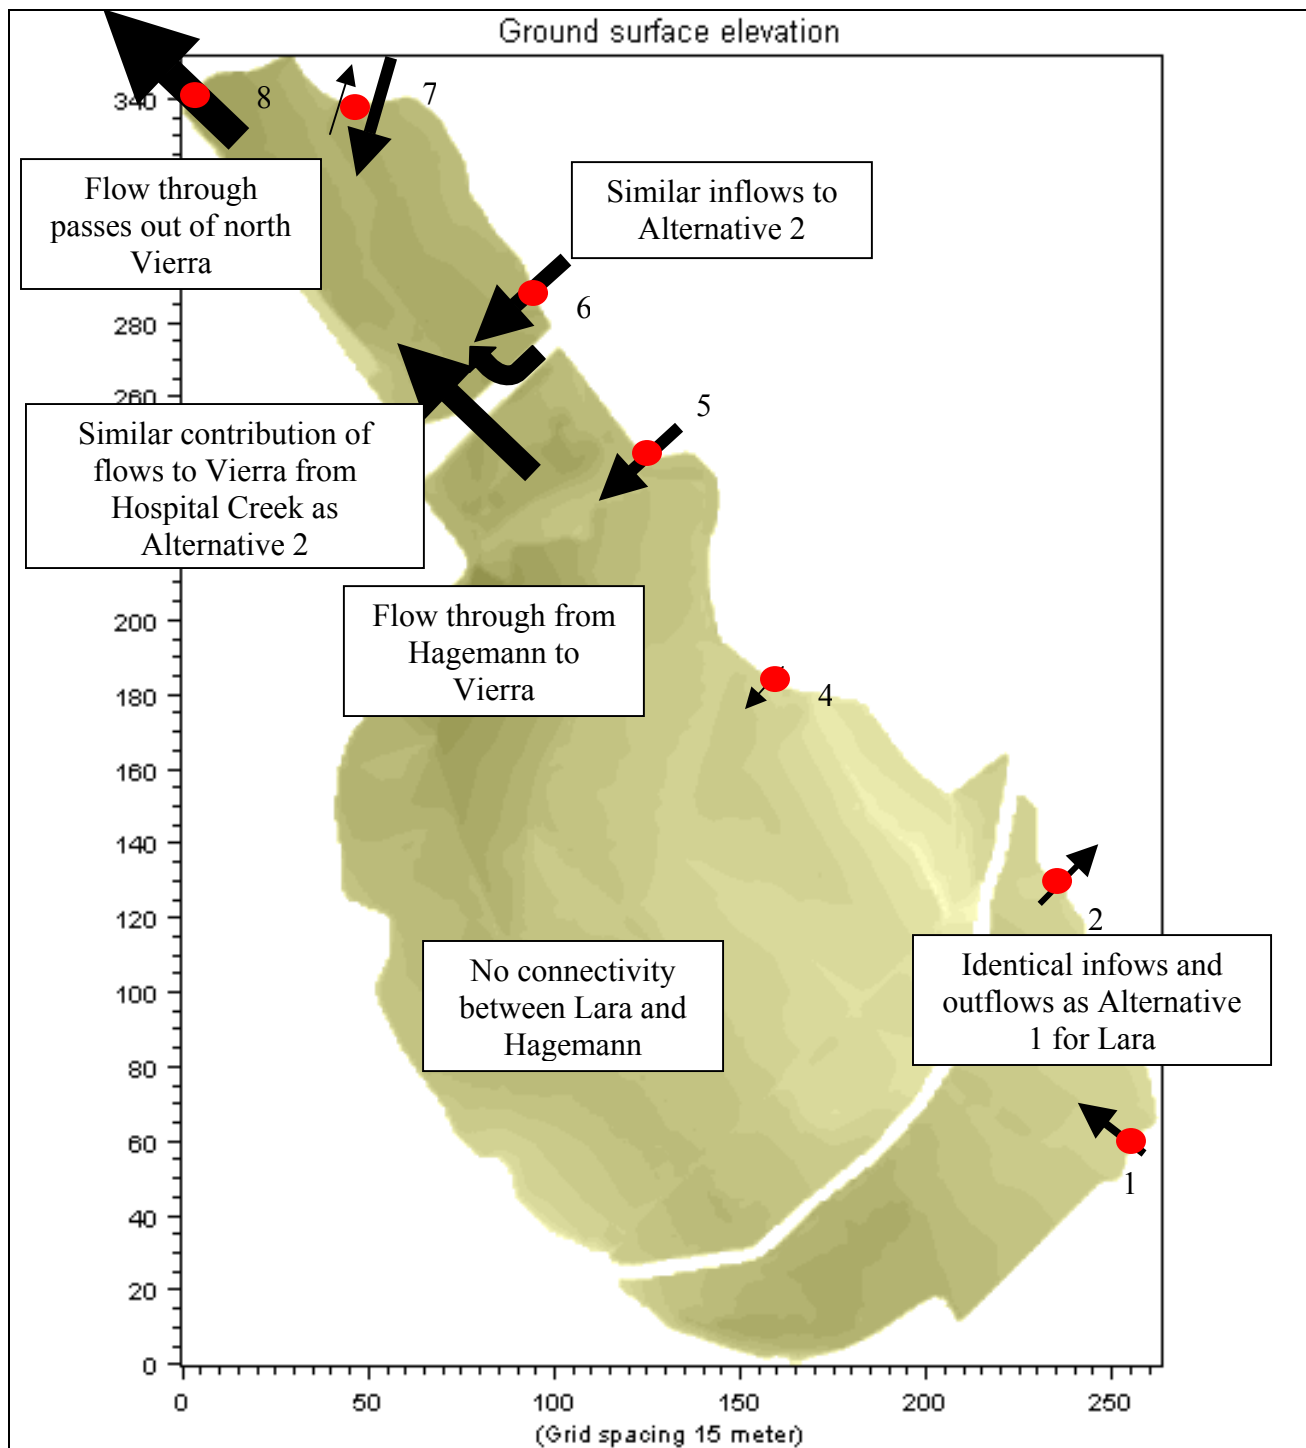 Ground surface elevation
340
8
7
Flow through
passes out of north
Vierra
Similar inflows to
Alternative 2
6
280
260
5
Similar contribution of
flows to Vierra from
Hospital Creek as
Alternative 2
Flow through from
Hagemann to
Vierra
200
180
4
160
140
120
2
No connectivity
between Lara and
Hagemann
Identical infows and
outflows as Alternative
1 for Lara
100
80
60
1
40
20
0
0 50 100 150 200 250
(Grid spacing 15 meter)